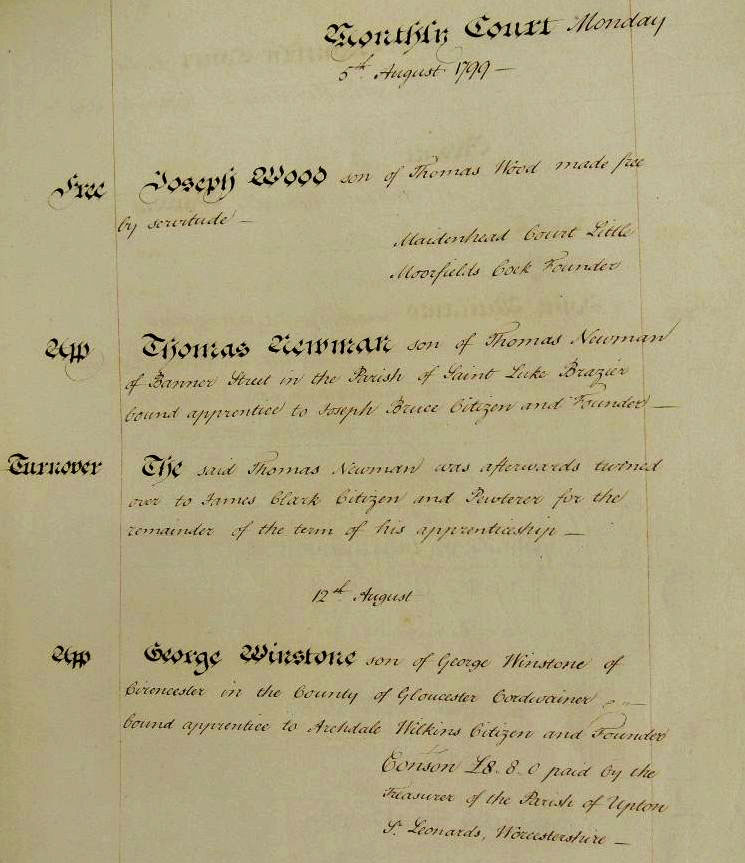 Monthly Court Monday
5th August 1799 —
Free Joseph Wood son of Thomas Wood made free
by servitude —
Maidenhead Court Little
Moorfields Cock Founder
App Thomas Newman son of Thomas Newman
of Banner Street in the Parish of Saint Luke Brazier
bound apprentice to Joseph Bruce Citizen and Founder —
Turnover The said Thomas Newman was afterwards turned
over to James Clark Citizen and Pewterer for the
remainder of the term of his apprenticeship —
12th August
App George Winstone son of George Winstone of
Cirencester in the County of Gloucester Cordwainer
bound apprentice to Archdale Wilkins Citizen and Founder
Conson £8. 8. 0 paid by the
Treasurer of the Parish of Upton
St. Leonards, Worcestershire —